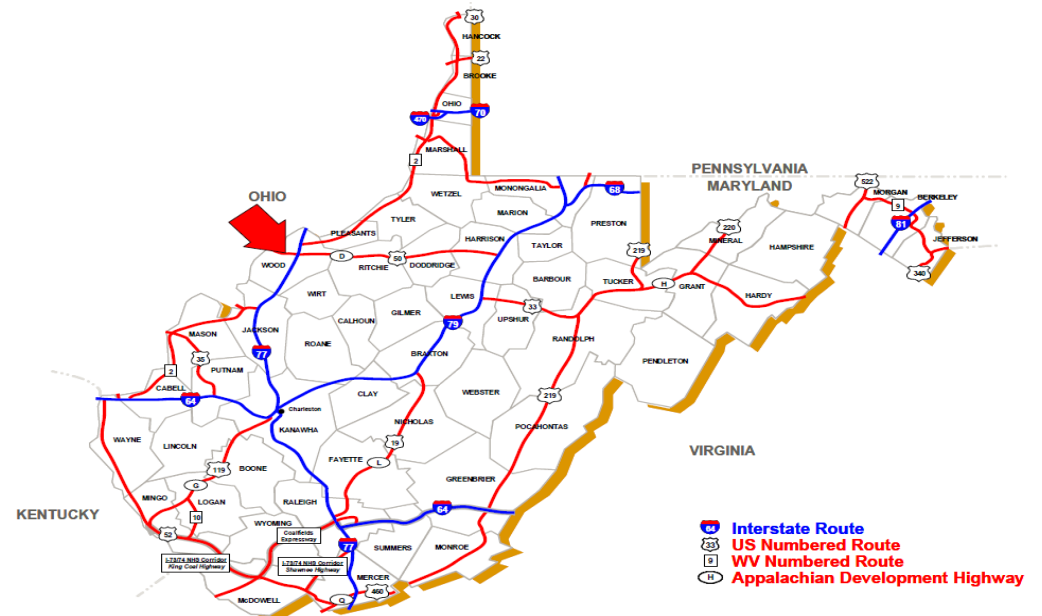 30
HANCOCK
22
BROOKE
OHIO
470
70
MARSHALL
2
PENNSYLVANIA
MARYLAND
522
WETZEL
MONONGALIA
68
MORGAN
BERKELEY
OHIO
9
MARION
PRESTON
81
TYLER
220
PLEASANTS
HARRISON
MINERAL
JEFFERSON
TAYLOR
HAMPSHIRE
219
WOOD
D
50
RITCHIE
DODDRIDGE
340
BARBOUR
TUCKER
H
GRANT
WIRT
LEWIS
HARDY
33
GILMER
CALHOUN
UPSHUR
79
JACKSON
MASON
ROANE
RANDOLPH
77
BRAXTON
35
PENDLETON
2
PUTNAM
CABELL
CLAY
WEBSTER
219
64
Charleston
NICHOLAS
POCAHONTAS
KANAWHA
WAYNE
LINCOLN
19
VIRGINIA
FAYETTE
L
119
BOONE
G
GREENBRIER
MINGO
LOGAN
RALEIGH
64
KENTUCKY
10
WYOMING
52
Coalfields
Expressway
77
SUMMERS
MONROE
I-73/74 NHS Corridor
King Coal Highway
I-73/74 NHS Corridor
Shawnee Highway
MERCER
460
McDOWELL
Q
64 Interstate Route
33 US Numbered Route
9 WV Numbered Route
H Appalachian Development Highway